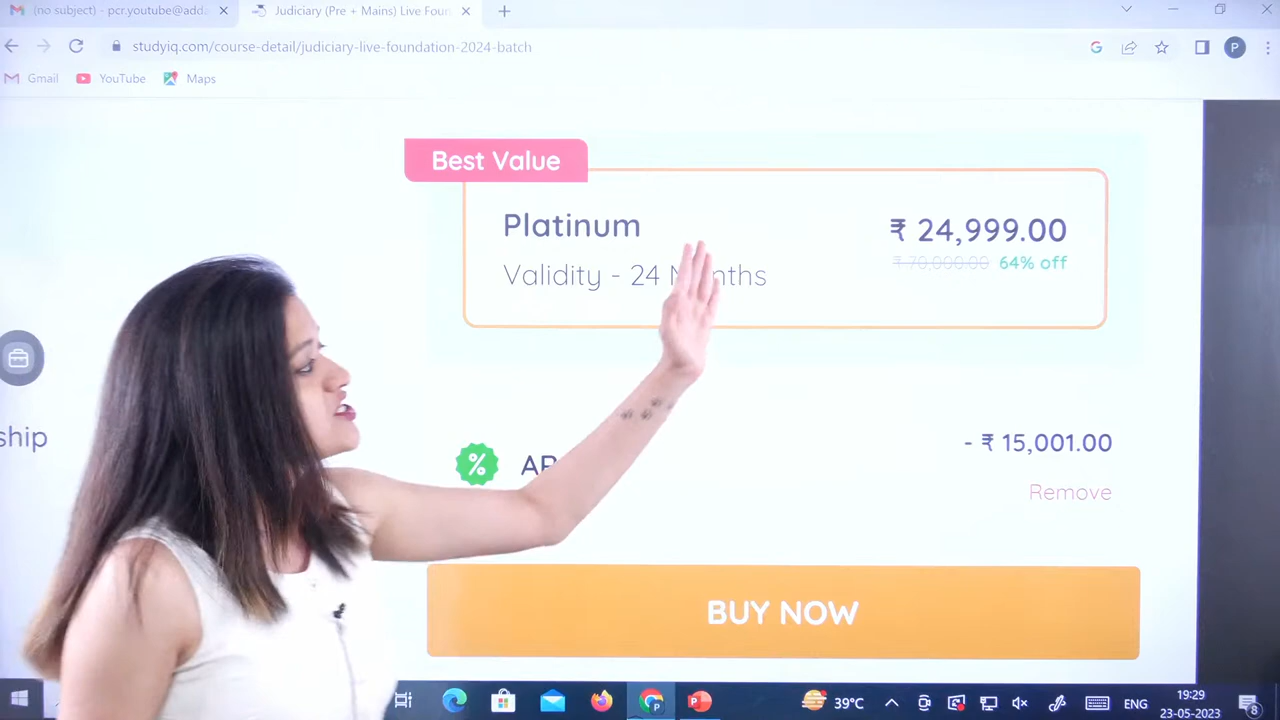 (no subject) - pcr.youtube@add
Judiciary (Pre + Mains) Live Foun
studyiq.com/course-detail/judiciary-live-foundation-2024-batch
G
P
Gmail
YouTube
Maps
Best Value
Platinum
₹ 24,999.00
₹ 70,000.00 64% off
Validity - 24
ship
%
- ₹ 15,001.00
Remove
BUY NOW
39°C
ENG
19:29
23-05-2023
8